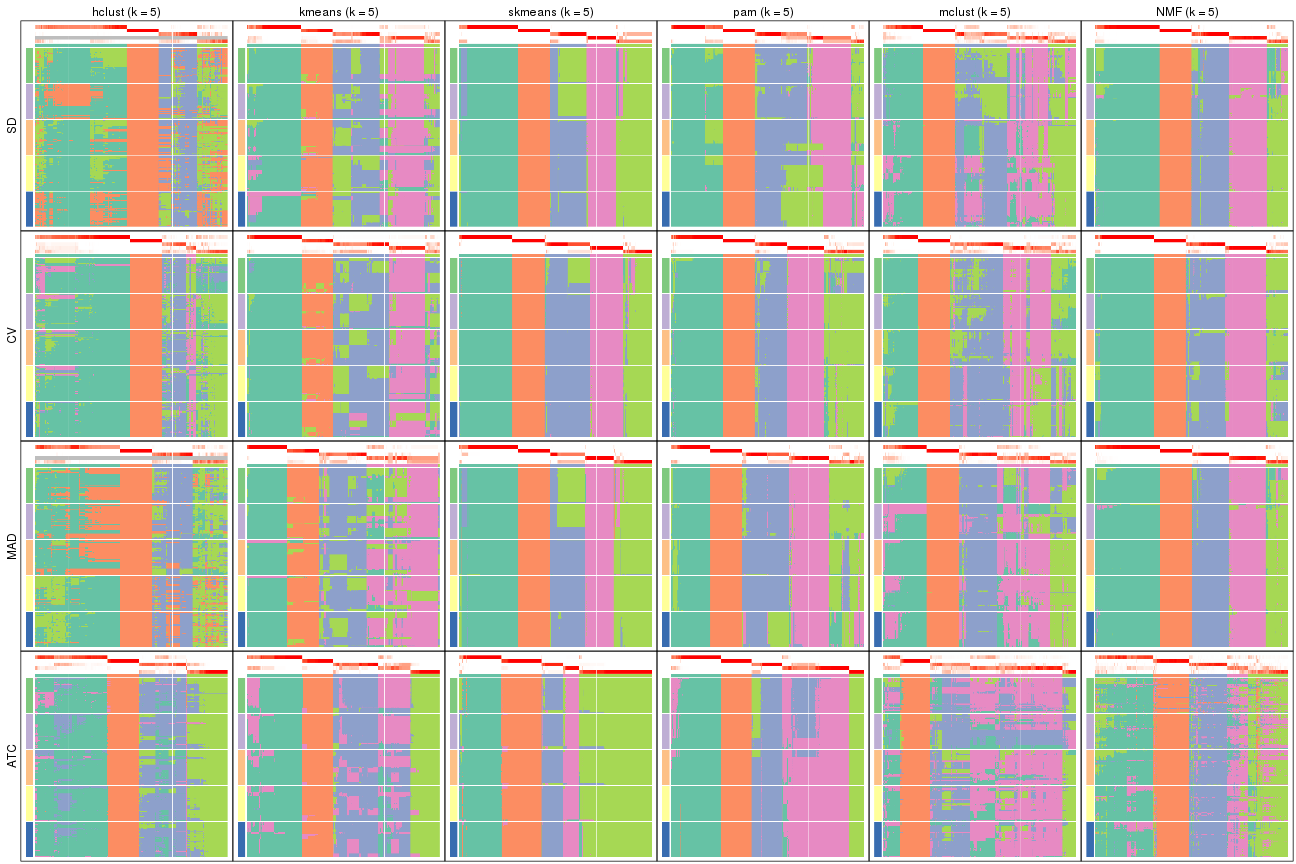 hclust (k = 5) kmeans (k = 5) skmeans (k = 5) pam (k = 5) mclust (k = 5) NMF (k = 5)
SD
CV
MAD
ATC